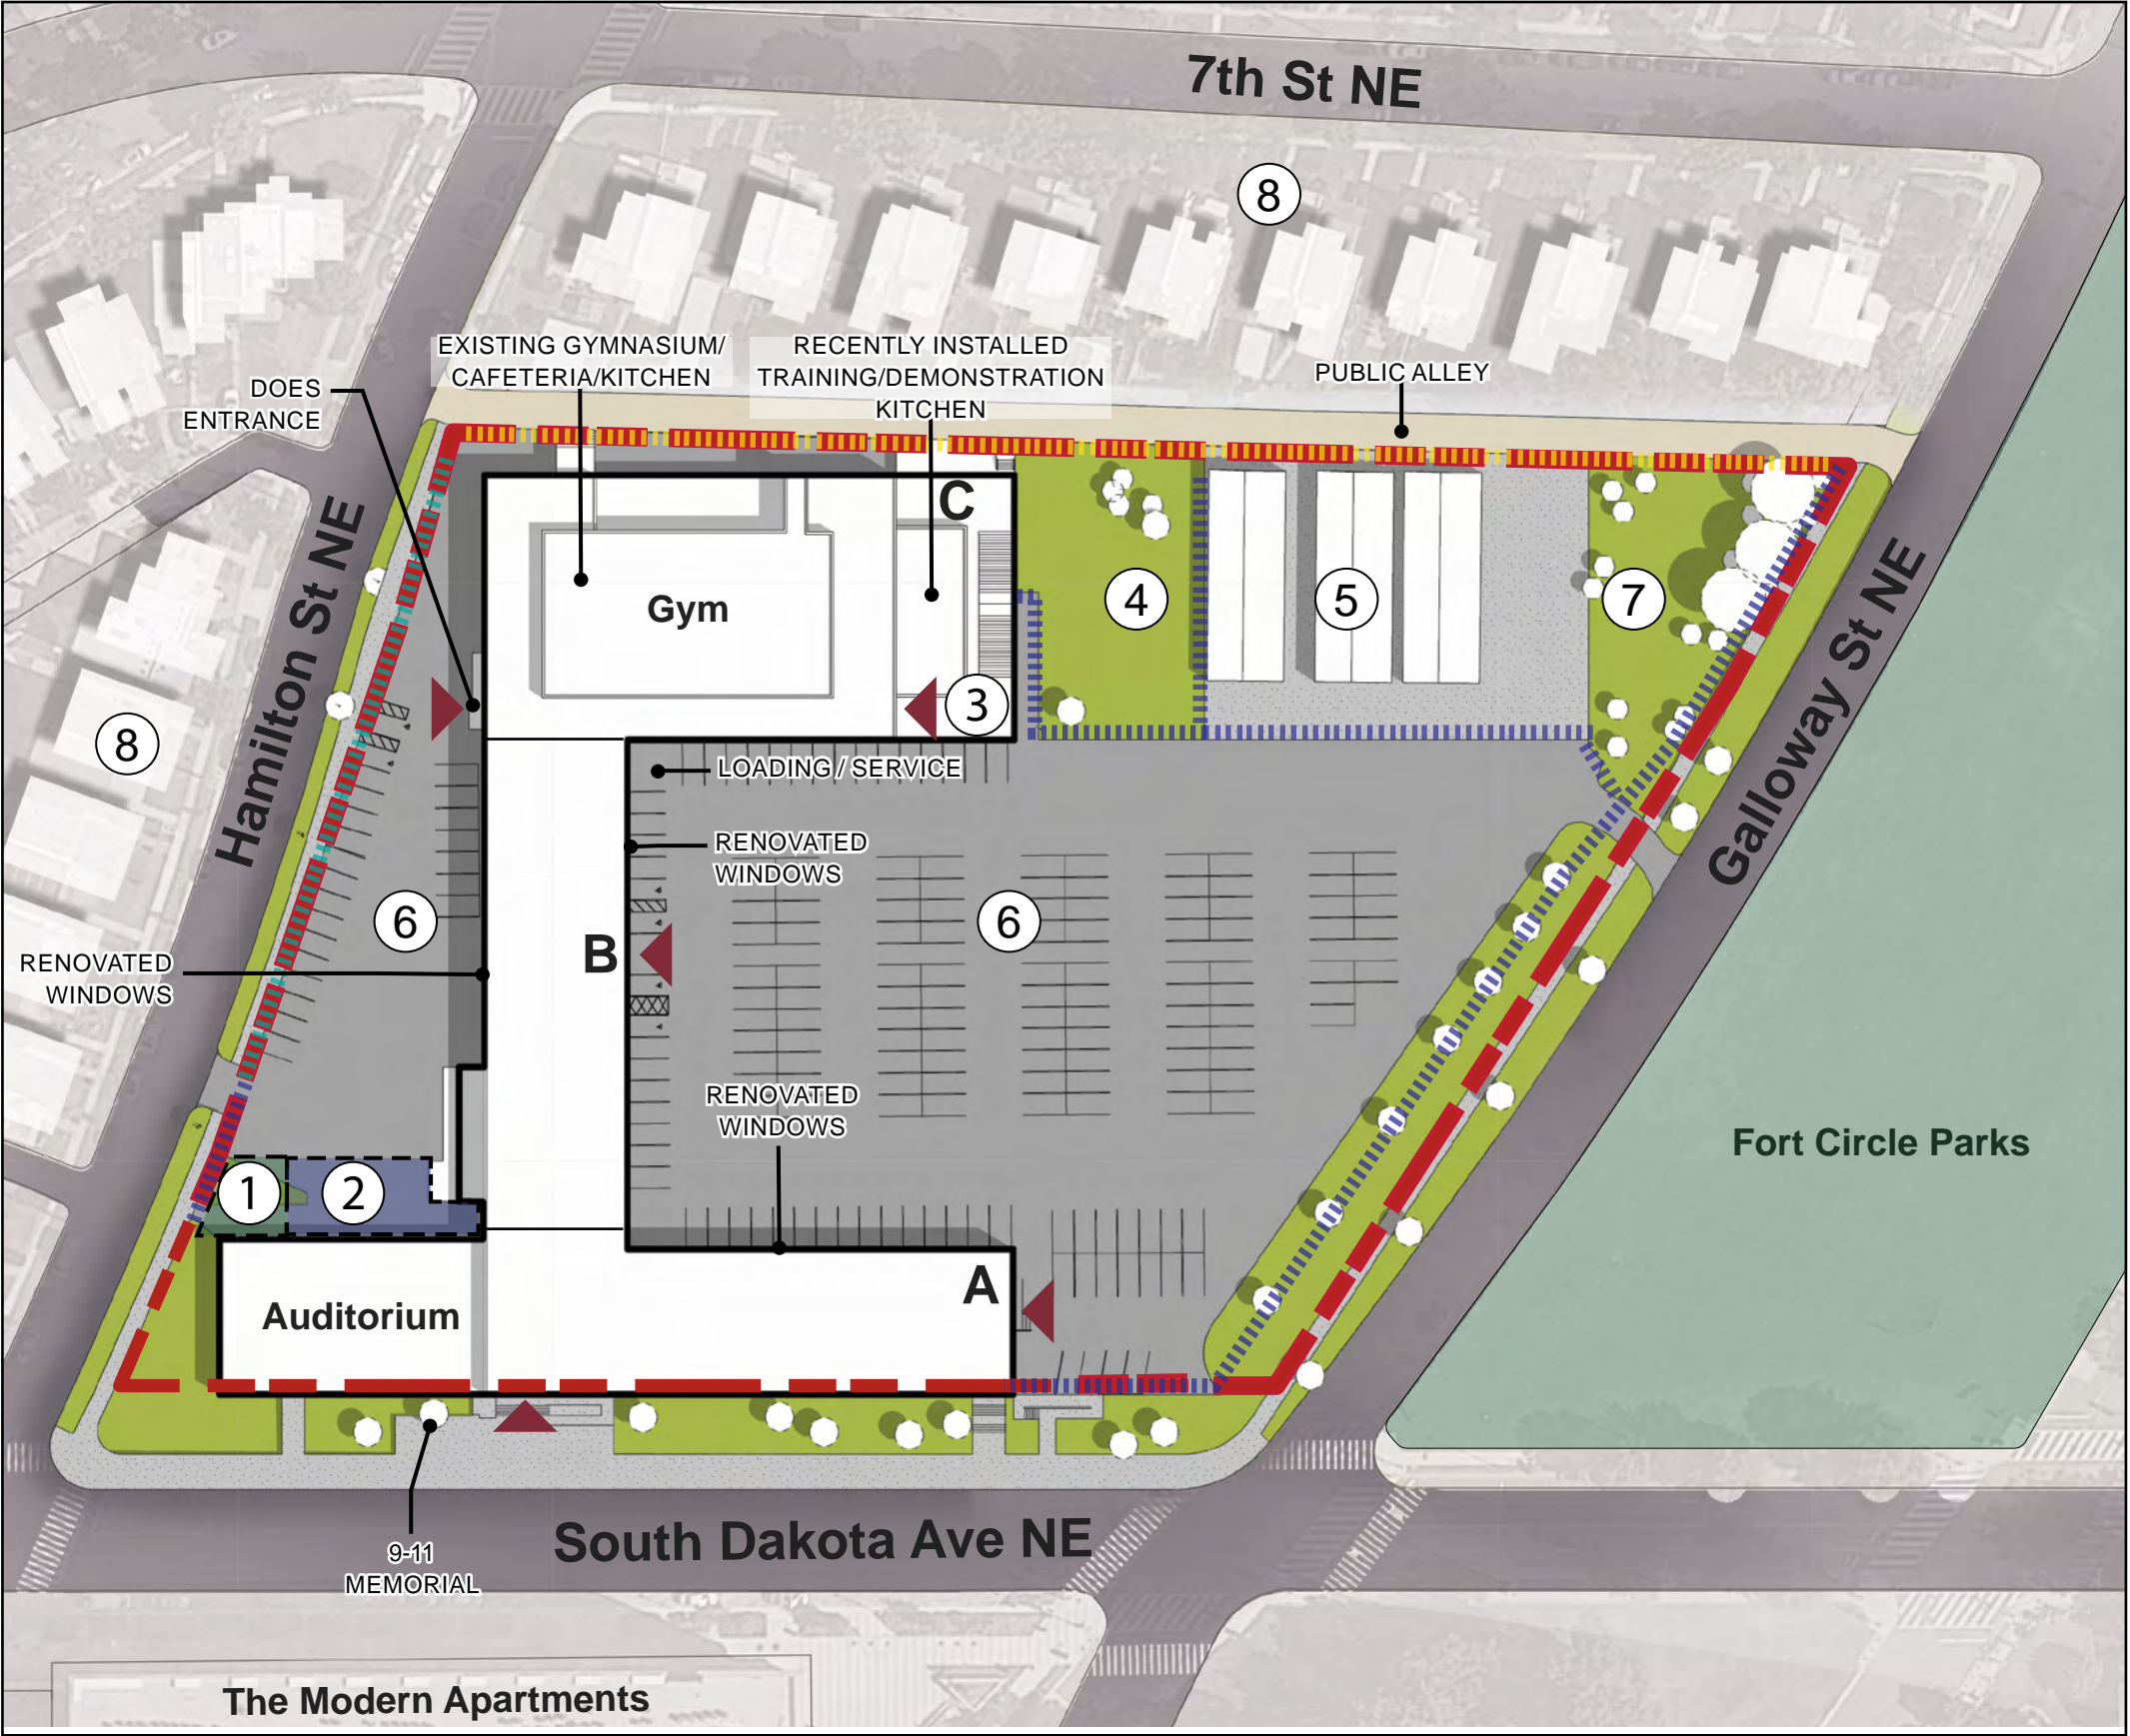 7th St NE
8
EXISTING GYMNASIUM/
CAFETERIA/KITCHEN
RECENTLY INSTALLED
TRAINING/DEMONSTRATION
KITCHEN
PUBLIC ALLEY
DOES
ENTRANCE
C
Gym
4
5
7
3
Hamilton St NE
Galloway St NE
8
LOADING / SERVICE
RENOVATED
WINDOWS
6
6
B
RENOVATED
WINDOWS
RENOVATED
WINDOWS
Fort Circle Parks
1
2
A
Auditorium
South Dakota Ave NE
9-11
MEMORIAL
The Modern Apartments